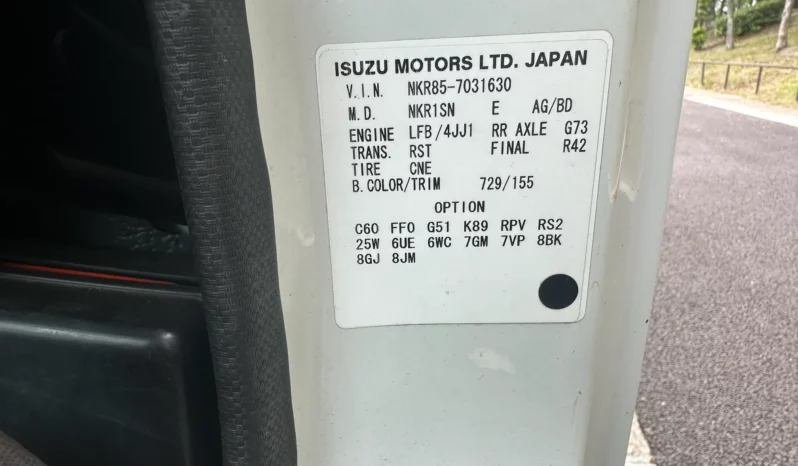 ISUZU MOTORS LTD. JAPAN
V.I.N. NKR85-7031630
M.D. NKR1SN E AG/BD
ENGINE LFB/4JJ1 RR AXLE G73
TRANS. RST FINAL R42
TIRE CNE
B.COLOR/TRIM 729/155
OPTION
C60 FF0 G51 K89 RPV RS2
25W 6UE 6WC 7GM 7VP 8BK
8GJ 8JM